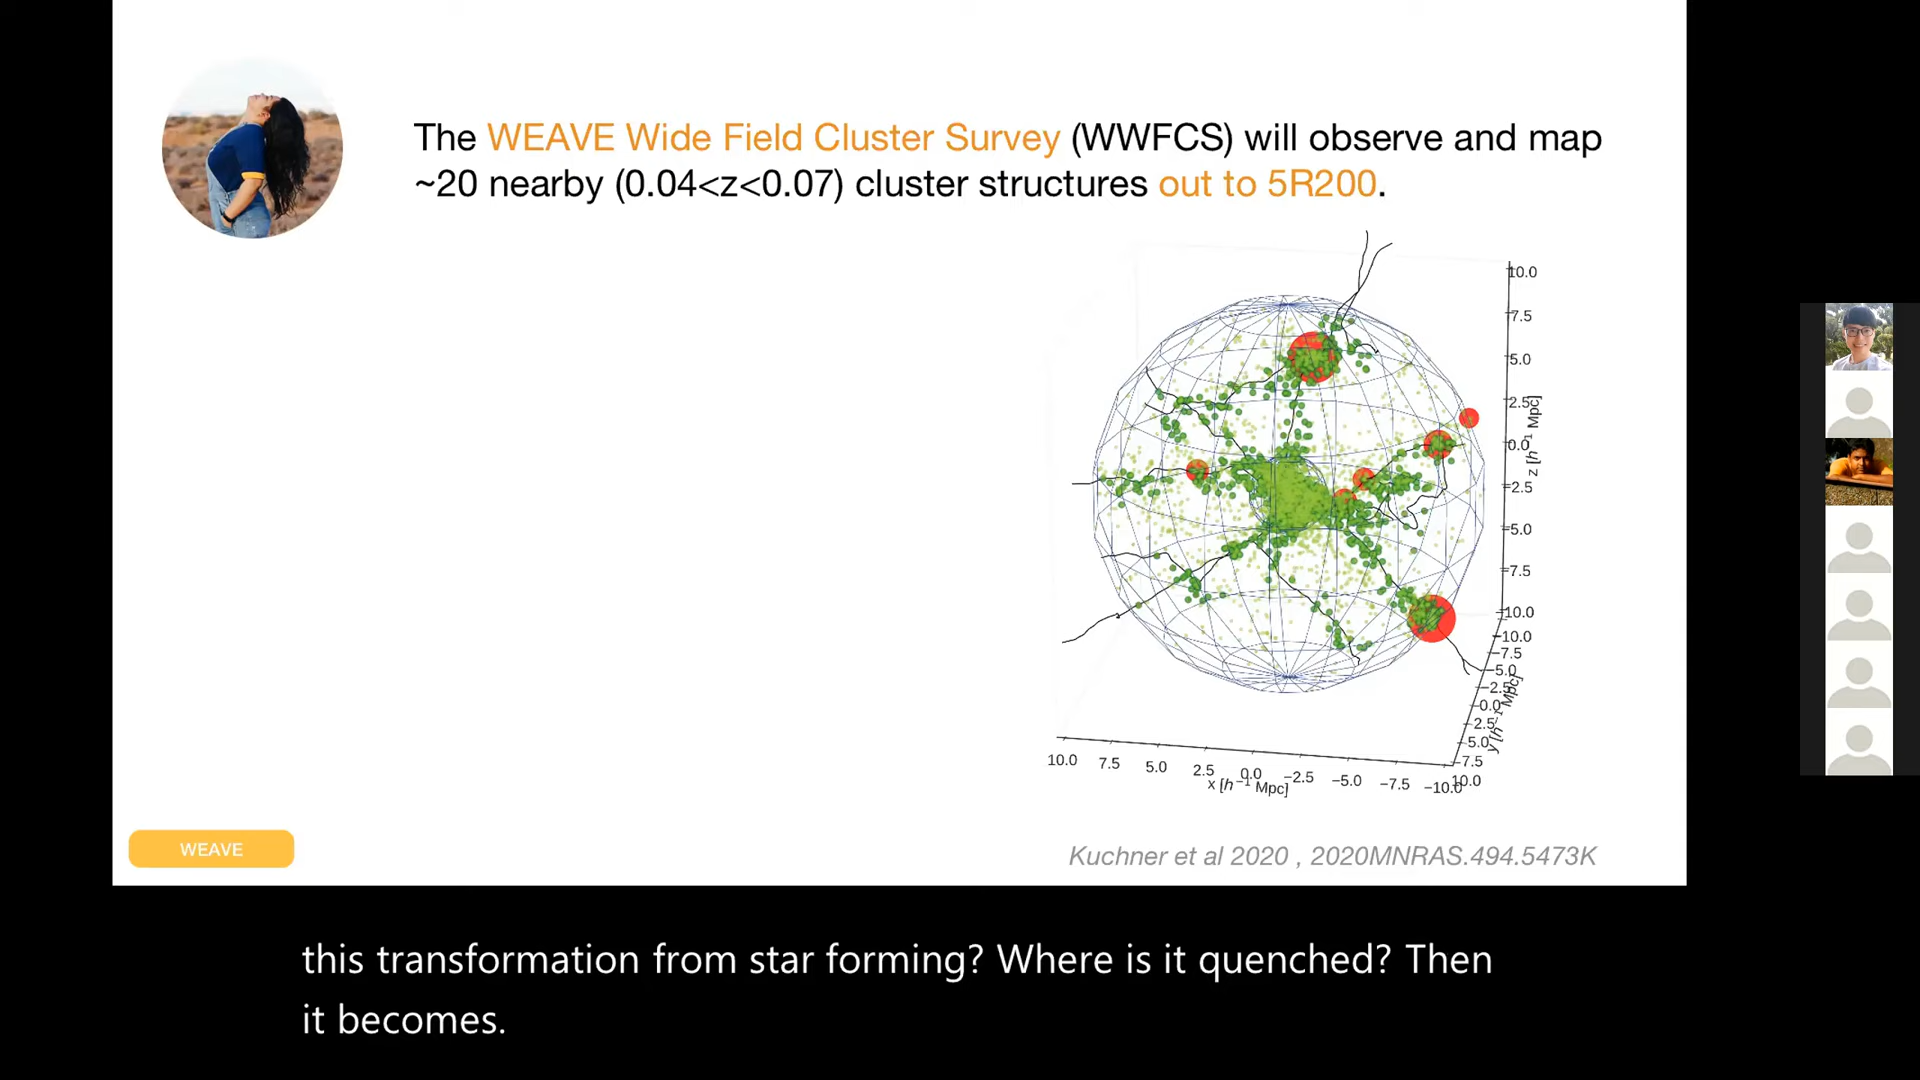 The WEAVE Wide Field Cluster Survey (WWFCS) will observe and map
~20 nearby (0.04<z<0.07) cluster structures out to 5R200.
10.0
7.5
5.0
2.5
0.0
−2.5
−5.0
−7.5
−10.0
z [h⁻¹ Mpc]
−10.0
−7.5
−5.0
−2.5
0.0
2.5
5.0
7.5
10.0
y [h⁻¹ Mpc]
10.0 7.5 5.0 2.5 0.0 −2.5 −5.0 −7.5 −10.0
x [h⁻¹ Mpc]
WEAVE
Kuchner et al 2020 , 2020MNRAS.494.5473K
this transformation from star forming? Where is it quenched? Then
it becomes.